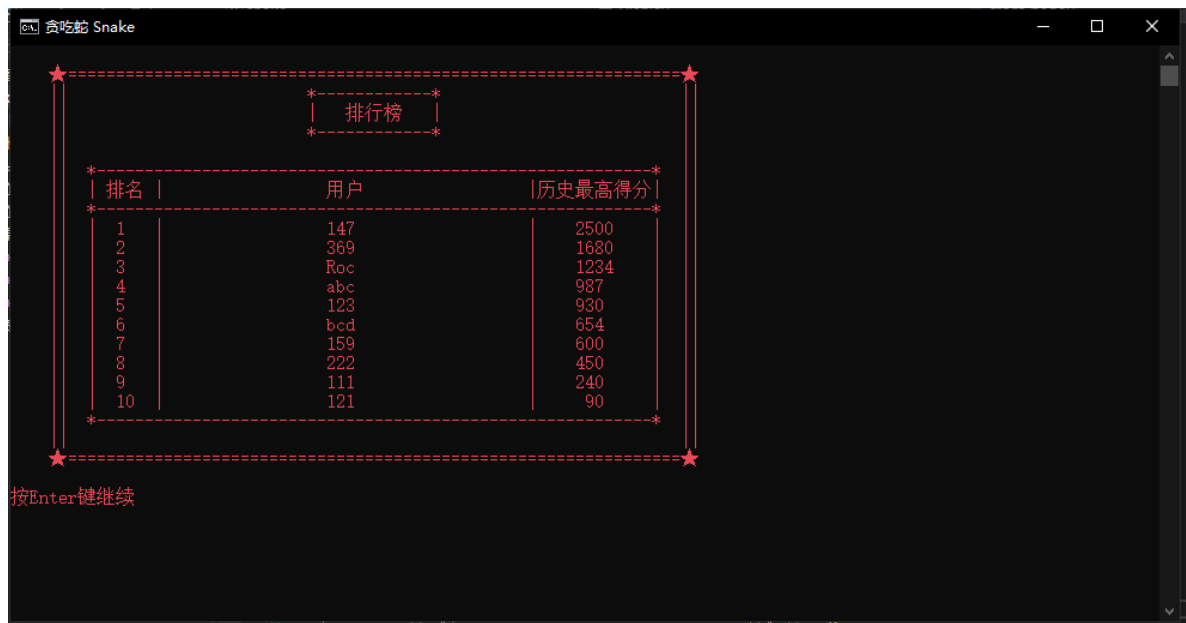 贪吃蛇 Snake
排行榜
排名 用户 历史最高得分
1 147 2500
2 369 1680
3 Roc 1234
4 abc 987
5 123 930
6 bcd 654
7 159 600
8 222 450
9 111 240
10 121 90
按Enter键继续